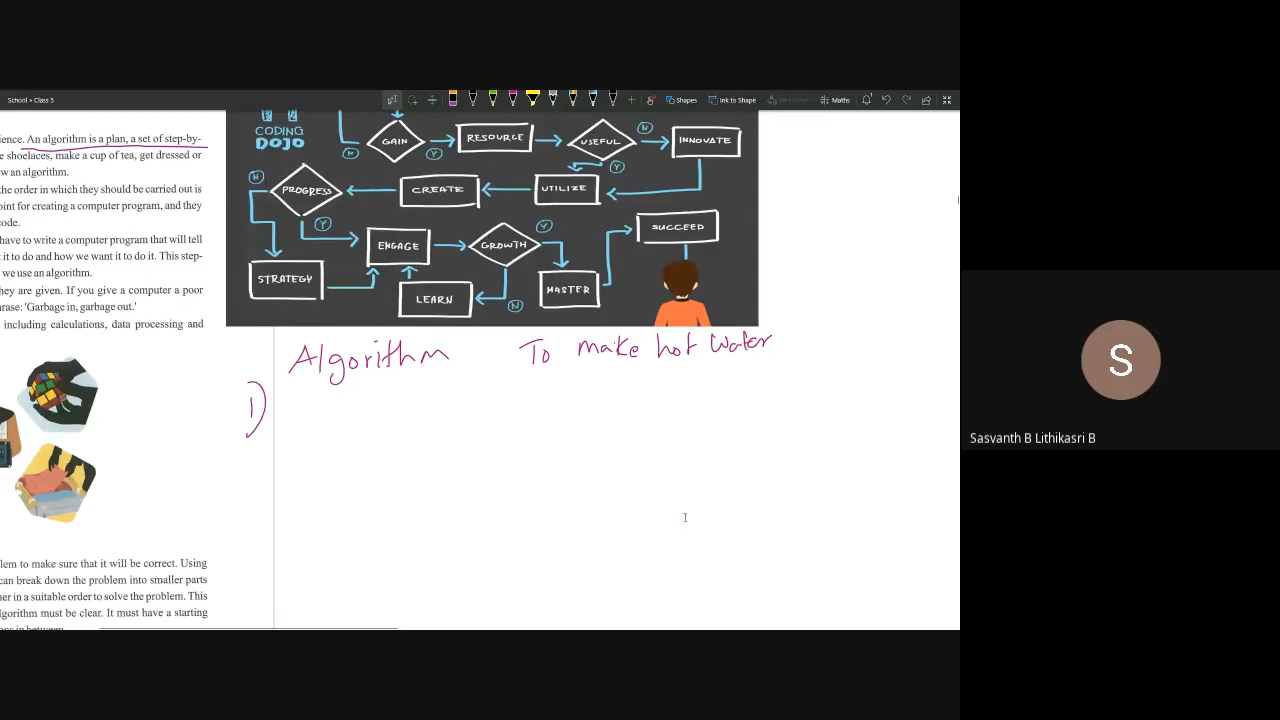 School > Class 5
Shapes
Ink to Shape
Maths
ience. An algorithm is a plan, a set of step-by-
e shoelaces, make a cup of tea, get dressed or
w an algorithm.
the order in which they should be carried out is
oint for creating a computer program, and they
code.
have to write a computer program that will tell
t it to do and how we want it to do it. This step-
we use an algorithm.
hey are given. If you give a computer a poor
hrase: 'Garbage in, garbage out.'
including calculations, data processing and
CODING
DOJO
GAIN
RESOURCE
USEFUL
N
INNOVATE
N
Y
Y
N
PROGRESS
CREATE
UTILIZE
Y
ENGAGE
GROWTH
Y
SUCCEED
STRATEGY
LEARN
N
MASTER
Algorithm To make hot water
1)
lem to make sure that it will be correct. Using
can break down the problem into smaller parts
her in a suitable order to solve the problem. This
lgorithm must be clear. It must have a starting
S
Sasvanth B Lithikasri B